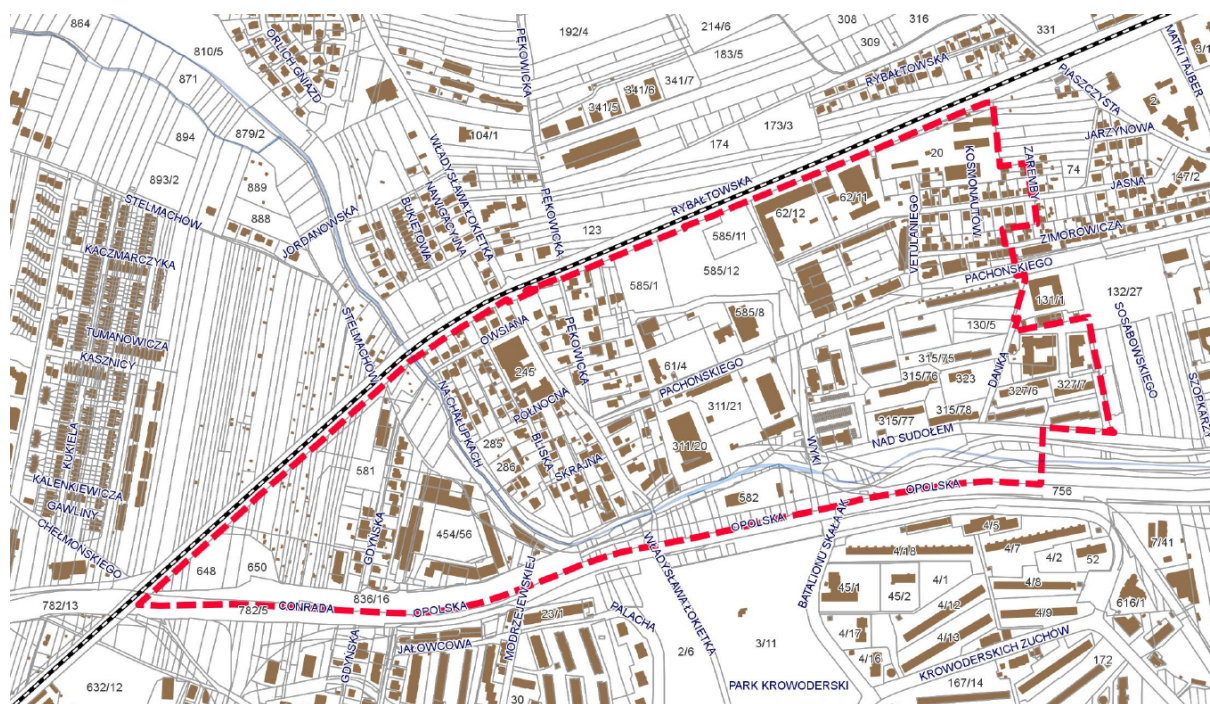 864
810/5
ORLICH GNIAZD
PĘKOWICKA
192/4
214/6
308
316
331
MATKI TAJBER
3/1
871
183/5
309
RYBAŁTOWSKA
341/7
341/6
341/5
PIASZCZYSTA
2
894
879/2
104/1
173/3
174
JARZYNOWA
893/2
889
WŁADYSŁAWA ŁOKIETKA
20
KOSMONAUTÓW
ZAREMBY
74
JASNA
147/2
STELMACHÓW
888
JORDANOWSKA
BUKIETOWA
NAWIGACYJNA
PĘKOWICKA
RYBAŁTOWSKA
62/11
62/12
123
VETULANIEGO
ZIMOROWICZA
KACZMARCZYKA
585/11
585/12
585/1
PACHOŃSKIEGO
132/27
131/1
STELMACHÓW
OWSIANA
585/8
130/5
SOSABOWSKIEGO
TUMANOWICZA
KASZNICY
PĘKOWICKA
245
61/4
PACHOŃSKIEGO
315/75
315/76
323
DANKA
327/6
327/7
SZOPKARZY
NA CHAŁUPKACH
PÓŁNOCNA
311/21
315/77
315/78
KUKIELA
285
286
BLISKA
SKRAJNA
311/20
WYKI
NAD SUDOŁEM
581
KALENKIEWICZA
GAWLINY
CHEŁMOŃSKIEGO
582
OPOLSKA
756
GDYŃSKA
454/56
OPOLSKA
BATALIONU SKAŁA AK
4/5
4/18
4/7
4/2
52
7/41
648
650
MODRZEJEWSKIEJ
WŁADYSŁAWA ŁOKIETKA
45/1
45/2
4/1
4/8
836/16
782/13
782/5
CONRADA
OPOLSKA
23/1
PALACHA
4/12
4/9
616/1
JAŁOWCOWA
GDYŃSKA
3/11
4/17
4/13
4/16
KROWODERSKICH ZUCHÓW
2/6
172
632/12
30
PARK KROWODERSKI
167/14